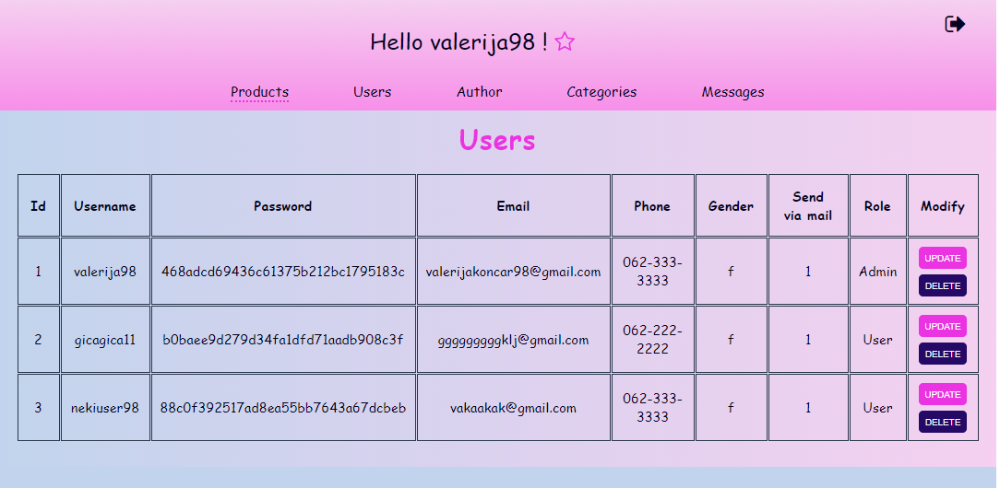 Hello valerija98 !
Products Users Author Categories Messages
Users
Id Username Password Email Phone Gender Send via mail Role Modify
1 valerija98 468adcd69436c61375b212bc1795183c valerijakoncar98@gmail.com 062-333-3333 f 1 Admin UPDATE DELETE
2 gicagica11 b0baee9d279d34fa1dfd71aadb908c3f gggggggggklj@gmail.com 062-222-2222 f 1 User UPDATE DELETE
3 nekiuser98 88c0f392517ad8ea55bb7643a67dcbeb vakaakak@gmail.com 062-333-3333 f 1 User UPDATE DELETE